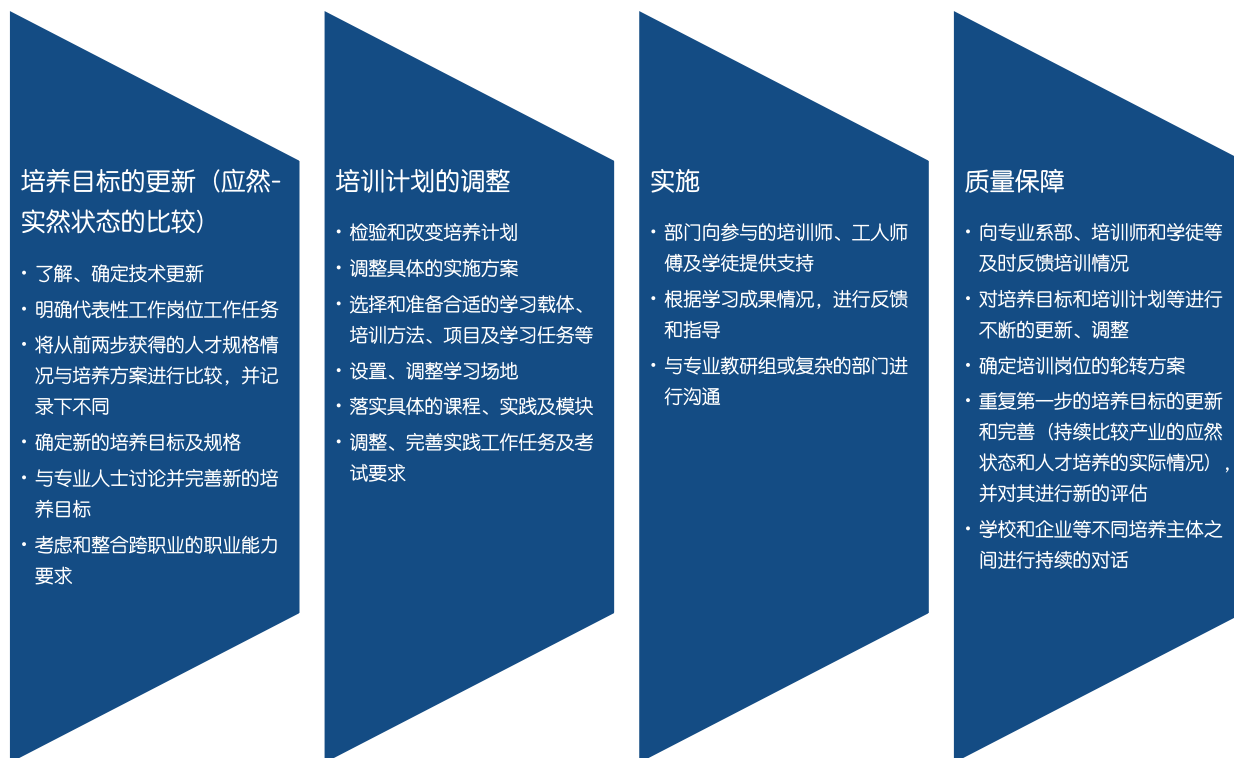 培养目标的更新（应然-
实然状态的比较）
• 了解、确定技术更新
• 明确代表性工作岗位工作任务
• 将从前两步获得的人才规格情
况与培养方案进行比较，并记
录下不同
• 确定新的培养目标及规格
• 与专业人士讨论并完善新的培
养目标
• 考虑和整合跨职业的职业能力
要求
培训计划的调整
• 检验和改变培养计划
• 调整具体的实施方案
• 选择和准备合适的学习载体、
培训方法、项目及学习任务等
• 设置、调整学习场地
• 落实具体的课程、实践及模块
• 调整、完善实践工作任务及考
试要求
实施
• 部门向参与的培训师、工人师
傅及学徒提供支持
• 根据学习成果情况，进行反馈
和指导
• 与专业教研组或复杂的部门进
行沟通
质量保障
• 向专业系部、培训师和学徒等
及时反馈培训情况
• 对培养目标和培训计划等进行
不断的更新、调整
• 确定培训岗位的轮转方案
• 重复第一步的培养目标的更新
和完善（持续比较产业的应然
状态和人才培养的实际情况），
并对其进行新的评估
• 学校和企业等不同培养主体之
间进行持续的对话